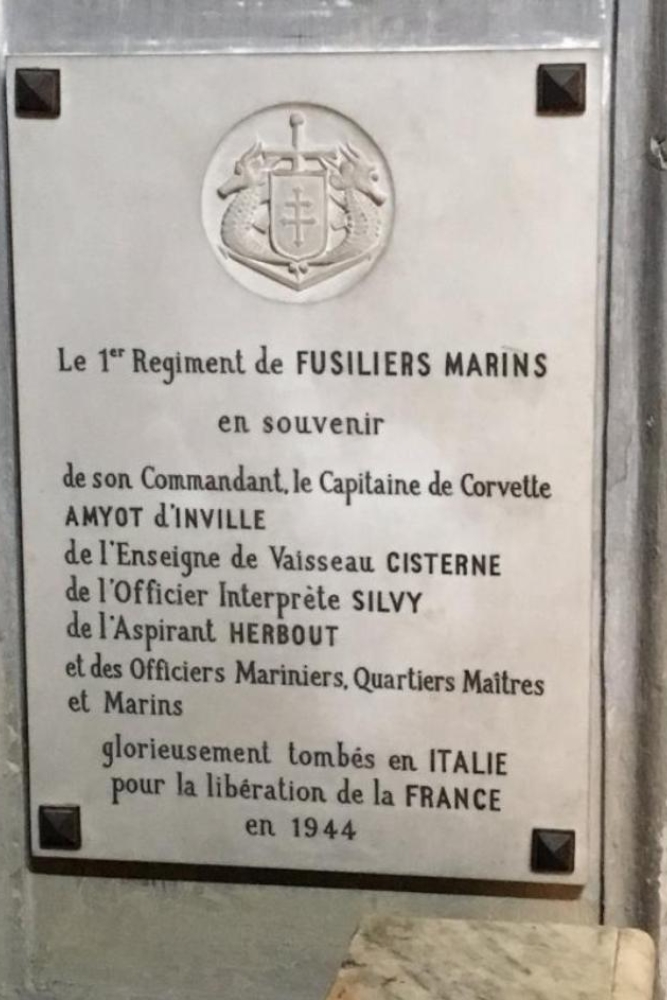 Le 1er Regiment de FUSILIERS MARINS
en souvenir
de son Commandant, le Capitaine de Corvette
AMYOT d'INVILLE
de l'Enseigne de Vaisseau CISTERNE
de l'Officier Interprète SILVY
de l'Aspirant HERBOUT
et des Officiers Mariniers, Quartiers Maîtres
et Marins
glorieusement tombés en ITALIE
pour la libération de la FRANCE
en 1944